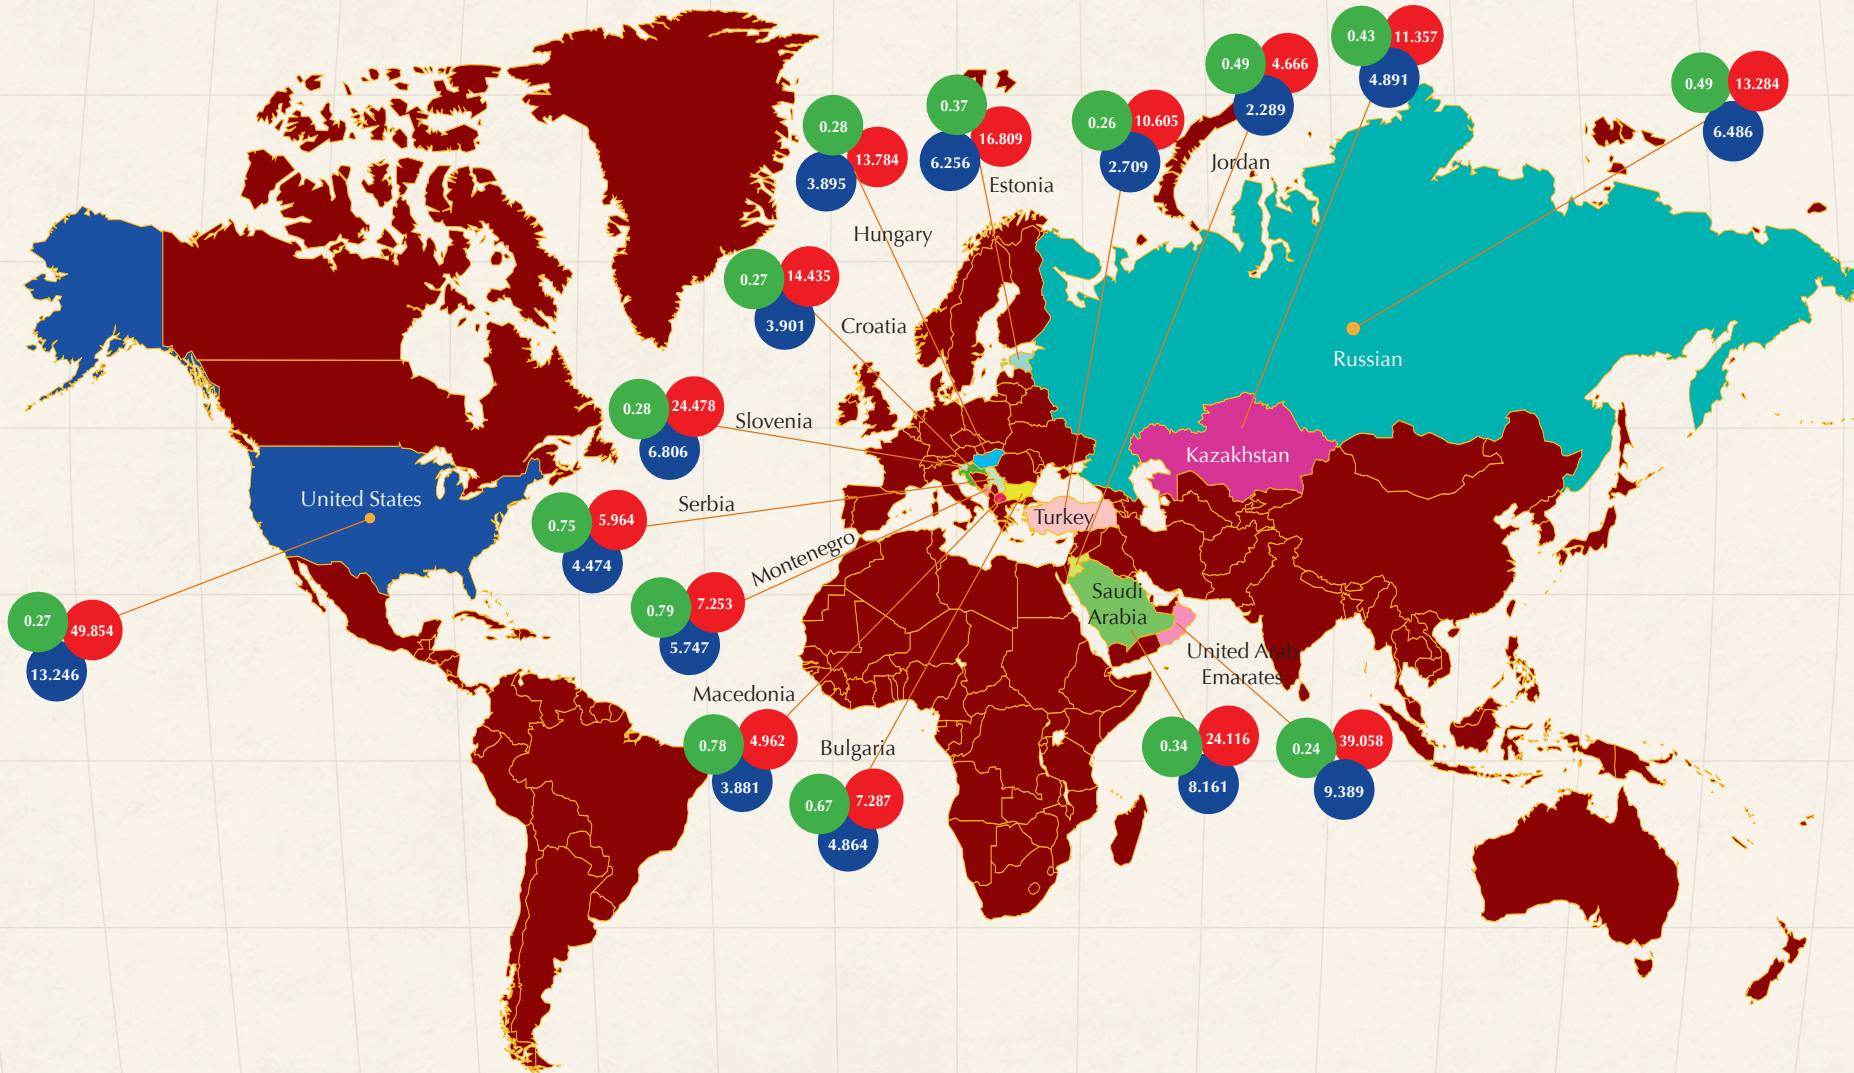 0.43
11.357
4.891
0.49
4.666
2.289
0.49
13.284
6.486
0.37
16.809
6.256
0.28
13.784
3.895
0.26
10.605
2.709
Jordan
Estonia
Hungary
0.27
14.435
3.901
Croatia
Russian
0.28
24.478
6.806
Slovenia
Kazakhstan
United States
Serbia
0.75
5.964
4.474
Turkey
Montenegro
Saudi
Arabia
0.79
7.253
5.747
0.27
49.854
13.246
United Arab
Emarates
Macedonia
0.78
4.962
3.881
Bulgaria
0.67
7.287
4.864
0.34
24.116
8.161
0.24
39.058
9.389